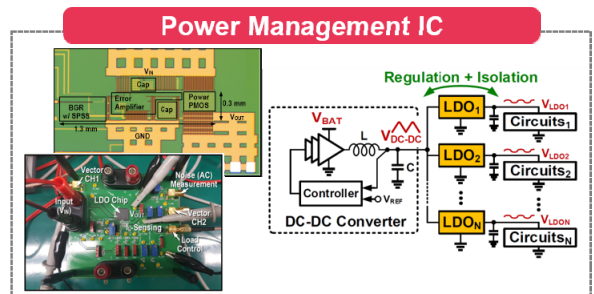 Power Management IC
VIN
Gap
BGR
w/ SPSS
Error
Amplifier
Gap
Power
PMOS
0.3 mm
VOUT
1.3 mm
GND
Vector
CH1
LDO Chip
Noise (AC)
Measurement
Input
(VIN)
VOUT
Sensing
Vector
CH2
Load
Control
Regulation + Isolation
VBAT
L
VDC-DC
C
Controller
VREF
DC-DC Converter
LDO1
VLDO1
Circuits1
LDO2
VLDO2
Circuits2
LDON
VLDON
CircuitsN